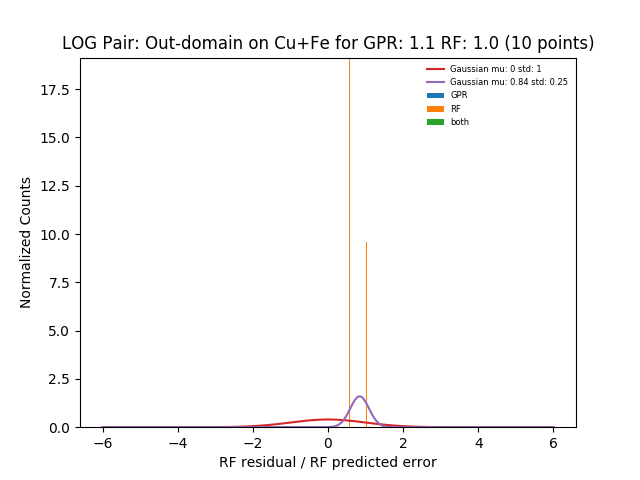 LOG Pair: Out-domain on Cu+Fe for GPR: 1.1 RF: 1.0 (10 points)
Gaussian mu: 0 std: 1
Gaussian mu: 0.84 std: 0.25
GPR
RF
both
17.5
15.0
12.5
10.0
7.5
5.0
2.5
0.0
Normalized Counts
−6 −4 −2 0 2 4 6
RF residual / RF predicted error